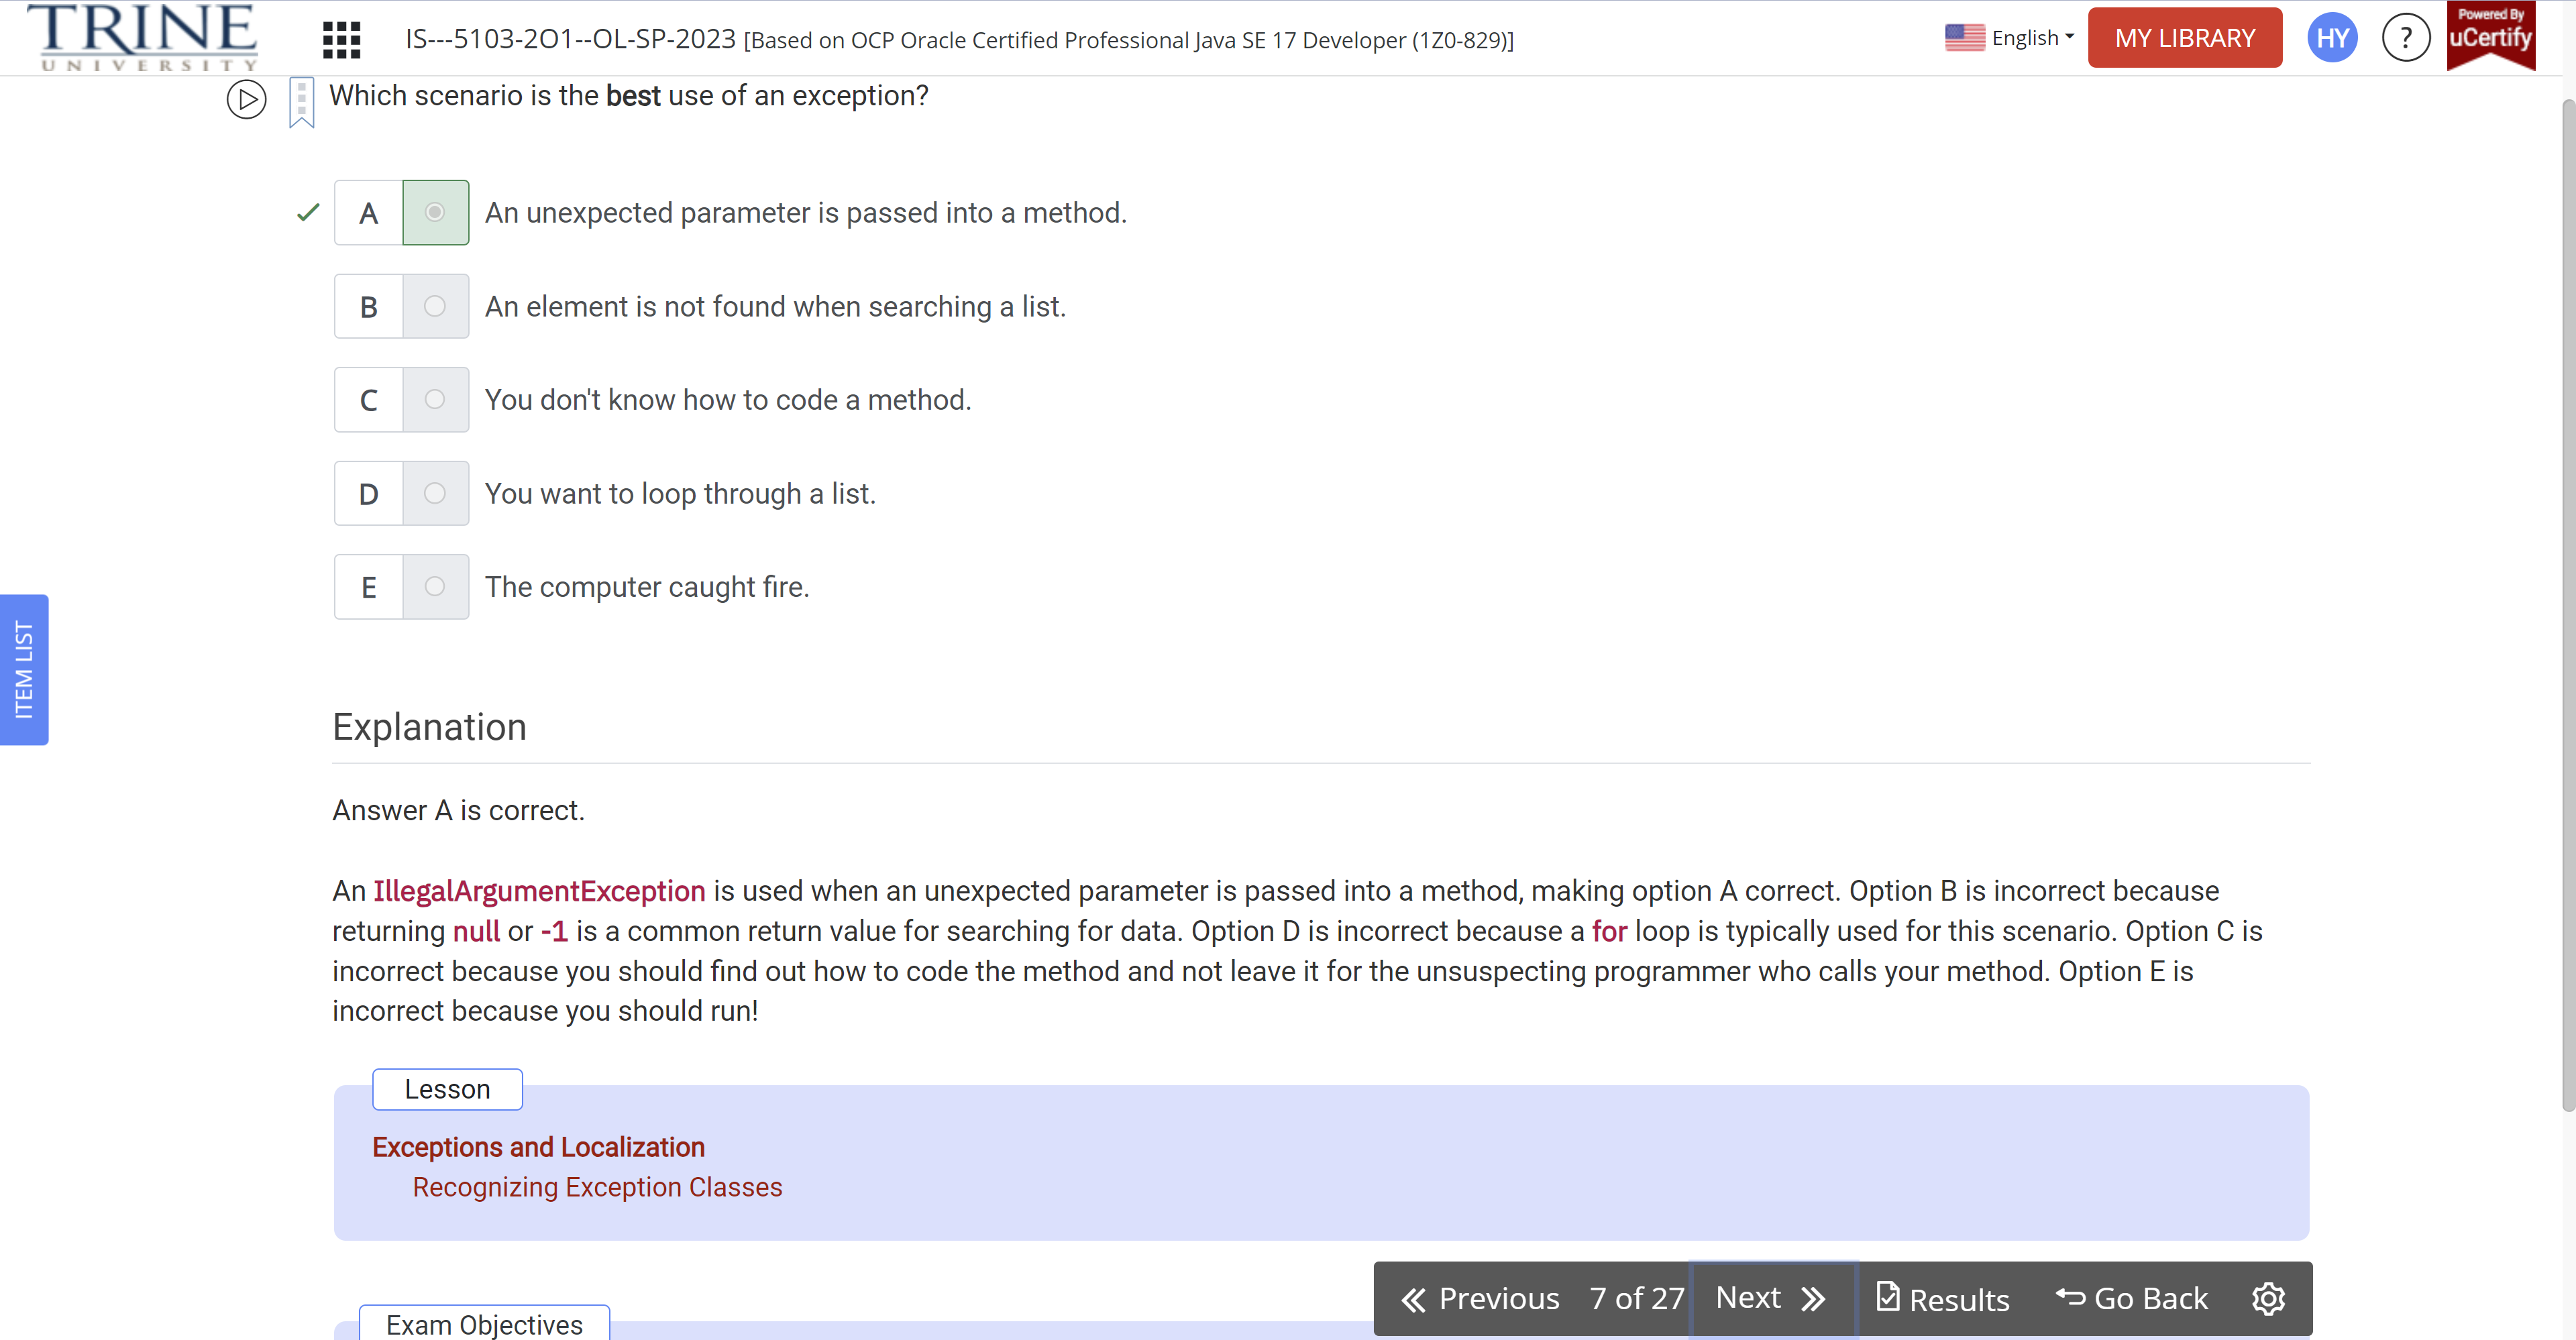 TRINE
UNIVERSITY
IS---5103-2O1--OL-SP-2023 [Based on OCP Oracle Certified Professional Java SE 17 Developer (1Z0-829)]
English
MY LIBRARY
HY
?
Powered By
uCertify
Which scenario is the best use of an exception?
A An unexpected parameter is passed into a method.
B An element is not found when searching a list.
C You don't know how to code a method.
D You want to loop through a list.
E The computer caught fire.
ITEM LIST
Explanation
Answer A is correct.
An IllegalArgumentException is used when an unexpected parameter is passed into a method, making option A correct. Option B is incorrect because
returning null or -1 is a common return value for searching for data. Option D is incorrect because a for loop is typically used for this scenario. Option C is
incorrect because you should find out how to code the method and not leave it for the unsuspecting programmer who calls your method. Option E is
incorrect because you should run!
Lesson
Exceptions and Localization
Recognizing Exception Classes
Previous 7 of 27 Next Results Go Back
Exam Objectives